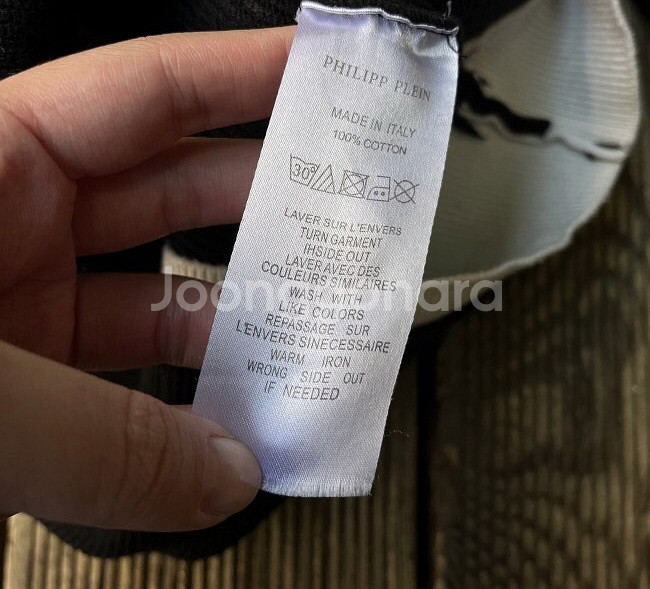 PHILIPP PLEIN
MADE IN ITALY
100% COTTON
30°
LAVER SUR L'ENVERS
TURN GARMENT
IHSIDE OUT
LAVER AVEC DES
COULEURS SIMILAIRES
WASH WITH
LIKE COLORS
REPASSAGE SUR
L'ENVERS SINECESSAIRE
WARM IRON
WRONG SIDE OUT
IF NEEDED